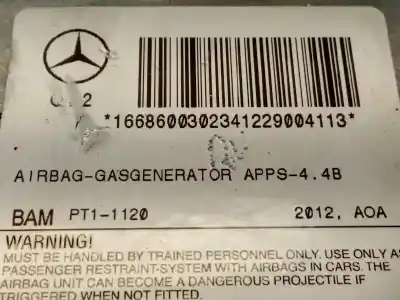 *16686003023412290041​13*
AIRBAG-GASGENERATOR APPS-4.4B
BAM PT1-1120 2012, AOA
WARNING!
MUST BE HANDLED BY TRAINED PERSONNEL ONLY. USE ONLY AS
PASSENGER RESTRAINT-SYSTEM WITH AIRBAGS IN CARS. THE
AIRBAG UNIT CAN BECOME A DANGEROUS PROJECTILE IF
TRIGGERED WHEN NOT FITTED.